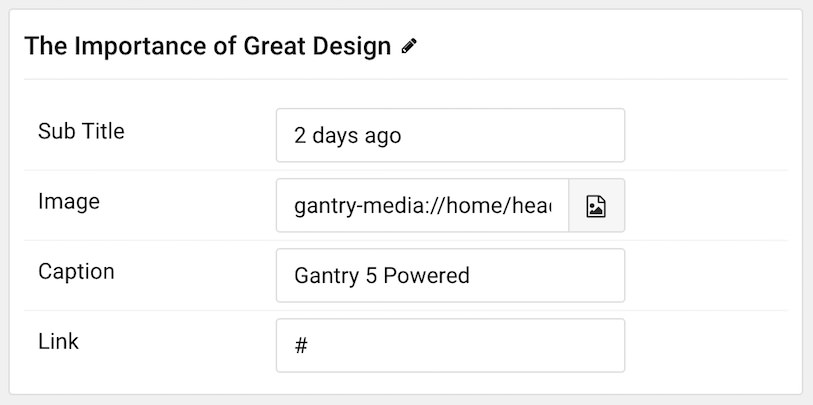 The Importance of Great Design
Sub Title
2 days ago
Image
gantry-media://home/hea
Caption
Gantry 5 Powered
Link
#